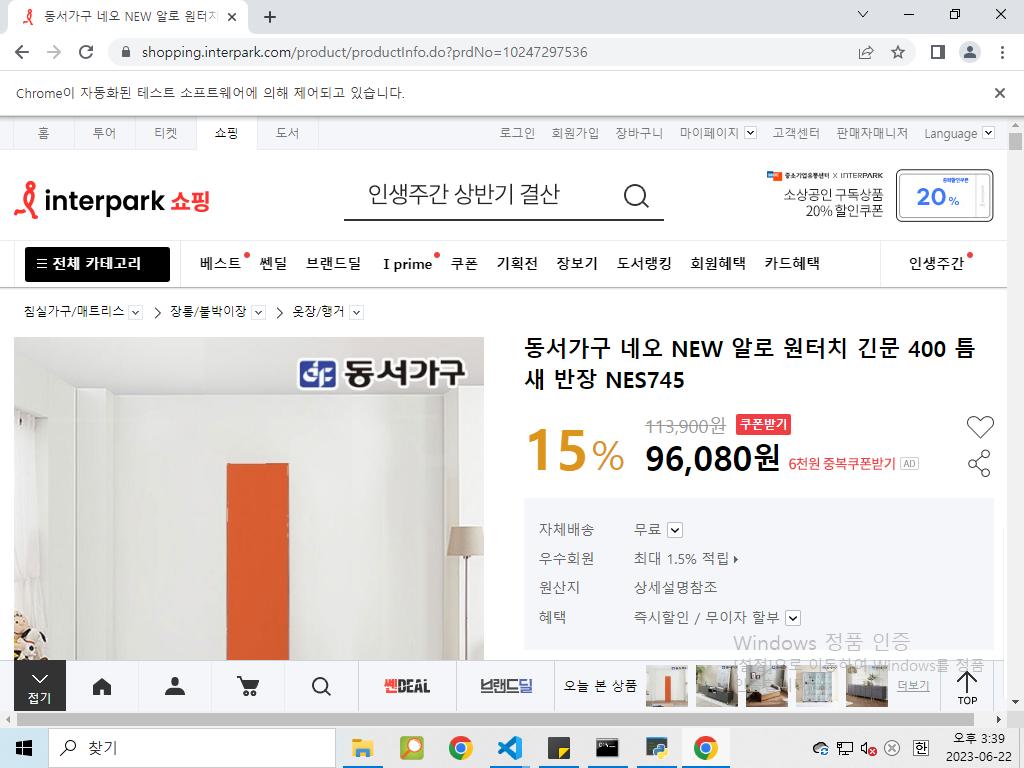 동서가구 네오 NEW 알로 원터치
shopping.interpark.com/product/productInfo.do?prdNo=10247297536
Chrome이 자동화된 테스트 소프트웨어에 의해 제어되고 있습니다.
홈 투어 티켓 쇼핑 도서 로그인 회원가입 장바구니 마이페이지 고객센터 판매자매니저 Language
interpark 쇼핑 인생주간 상반기 결산
중소기업유통센터 X INTERPARK
소상공인 구독상품
20% 할인쿠폰
20%
전체 카테고리 베스트 쎈딜 브랜드딜 I prime 쿠폰 기획전 장보기 도서랭킹 회원혜택 카드혜택 인생주간
침실가구/매트리스 장롱/붙박이장 옷장/행거
동서가구
동서가구 네오 NEW 알로 원터치 긴문 400 틈
새 반장 NES745
15%
113,900원 쿠폰받기
96,080원 6천원 중복쿠폰받기 AD
자체배송 무료
우수회원 최대 1.5% 적립
원산지 상세설명참조
혜택 즉시할인 / 무이자 할부
Windows 정품 인증
[설정]으로 이동하여 Windows를 정품
접기 쎈DEAL 브랜드딜 오늘 본 상품 더보기 TOP
찾기
한
오후 3:39
2023-06-22